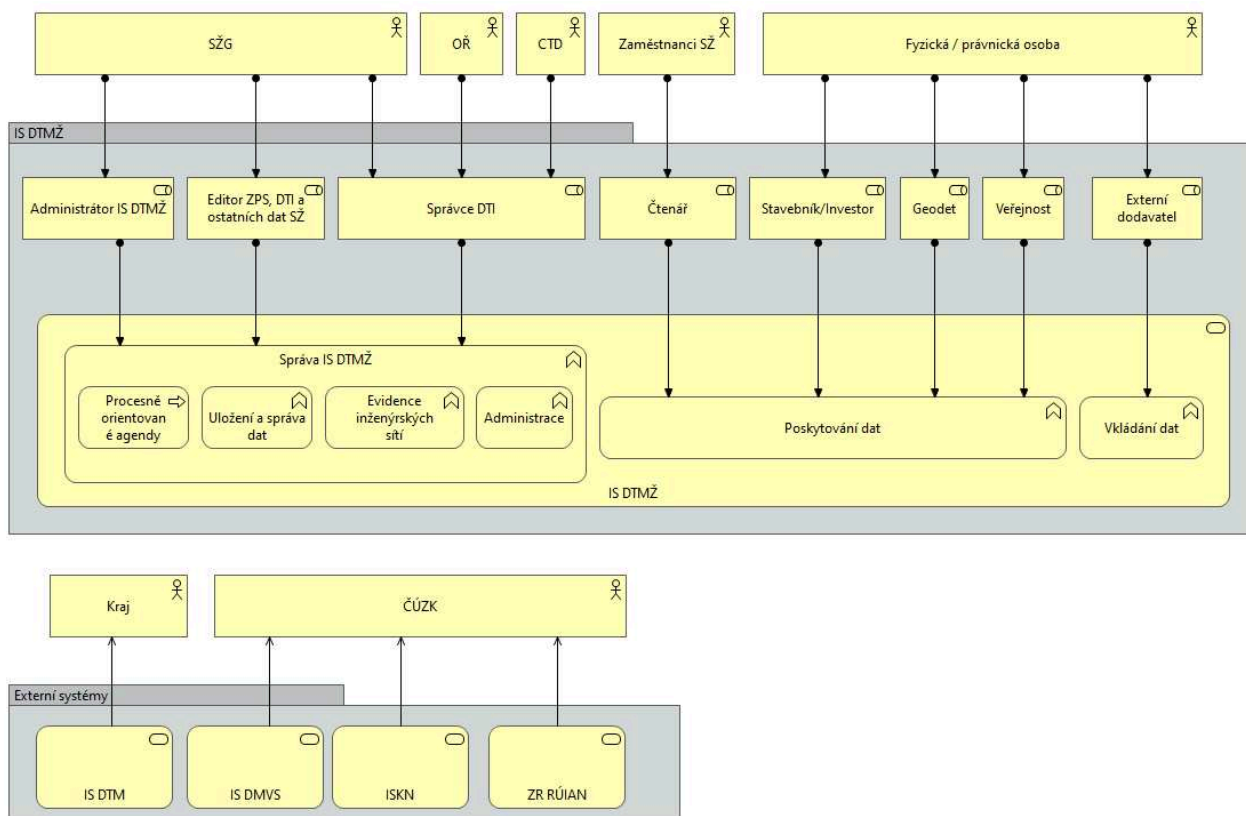 SŽG
OŘ
CTD
Zaměstnanci SŽ
Fyzická / právnická osoba
IS DTMŽ
Administrátor IS DTMŽ
Editor ZPS, DTI a
ostatních dat SŽ
Správce DTI
Čtenář
Stavebník/Investor
Geodet
Veřejnost
Externí
dodavatel
Správa IS DTMŽ
Procesně
orientovan
é agendy
Uložení a správa
dat
Evidence
inženýrských
sítí
Administrace
Poskytování dat
Vkládání dat
IS DTMŽ
Kraj
ČÚZK
Externí systémy
IS DTM
IS DMVS
ISKN
ZR RÚIAN